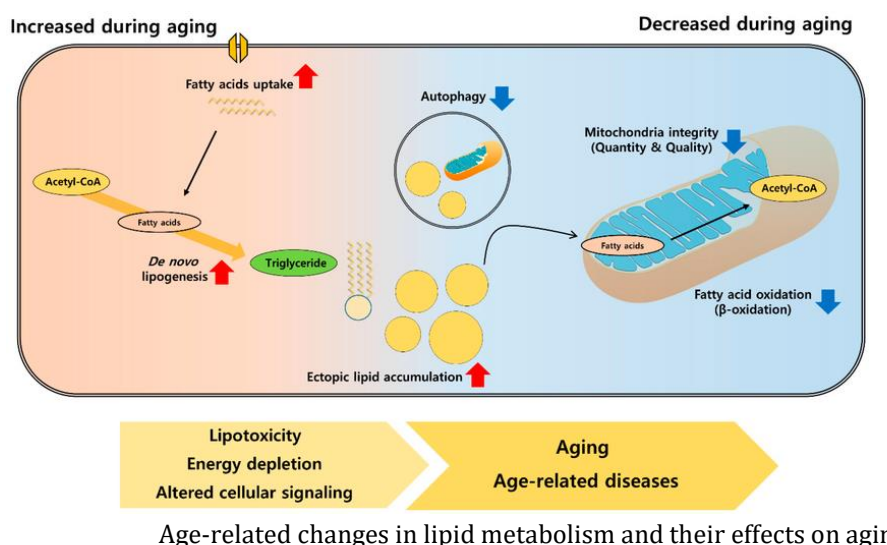 Increased during aging
Decreased during aging
Fatty acids uptake
Autophagy
Mitochondria integrity
(Quantity & Quality)
Acetyl-CoA
Acetyl-CoA
Fatty acids
Fatty acids
De novo
lipogenesis
Triglyceride
Fatty acid oxidation
(β-oxidation)
Ectopic lipid accumulation
Lipotoxicity
Energy depletion
Altered cellular signaling
Aging
Age-related diseases
Age-related changes in lipid metabolism and their effects on agin